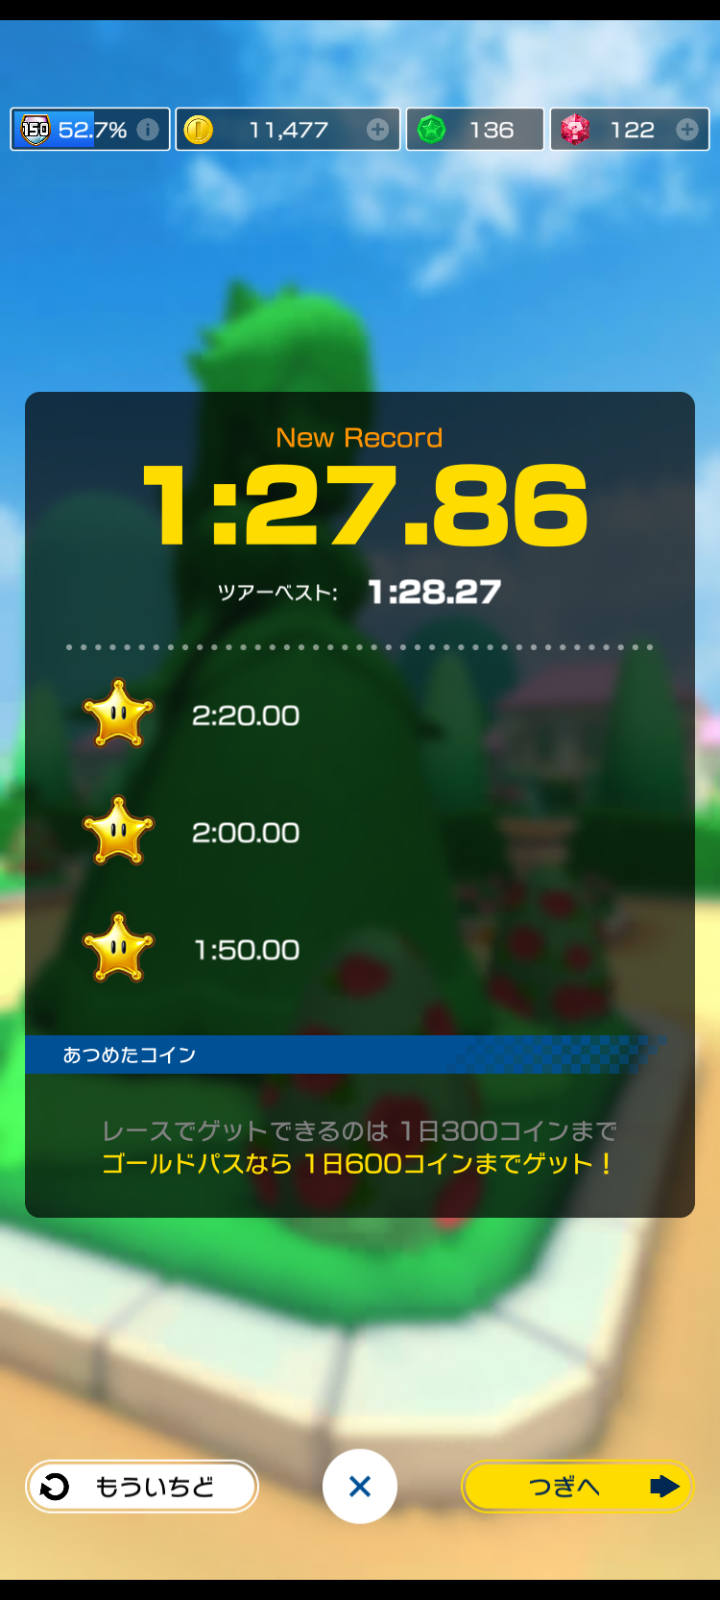 150 52.7% i 11,477 + 136 ? 122 +
New Record
1:27.86
ツアーベスト: 1:28.27
2:20.00
2:00.00
1:50.00
あつめたコイン
レースでゲットできるのは 1日300コインまで
ゴールドパスなら 1日600コインまでゲット！
もういちど × つぎへ